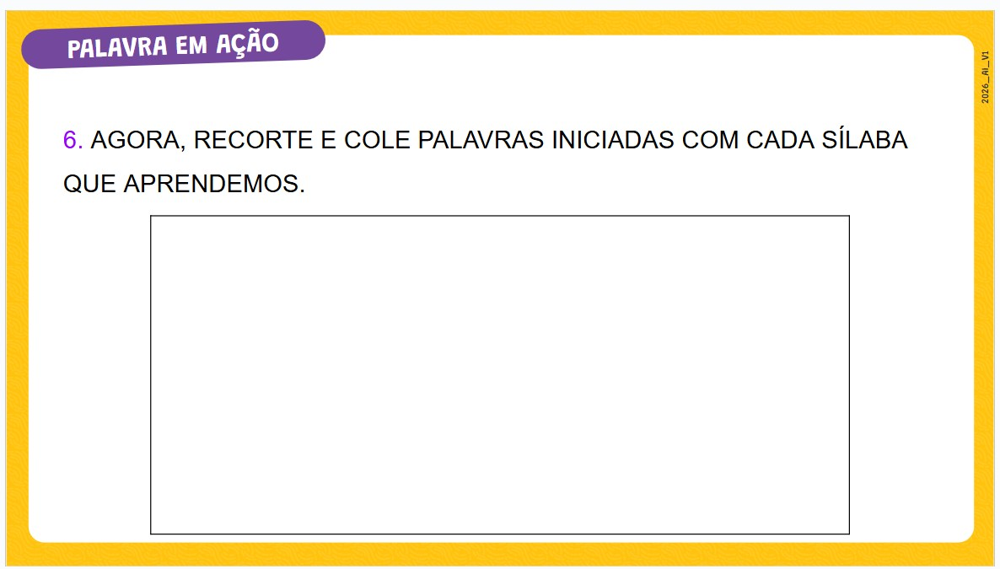 PALAVRA EM AÇÃO
2026_AI_V1
6. AGORA, RECORTE E COLE PALAVRAS INICIADAS COM CADA SÍLABA
QUE APRENDEMOS.